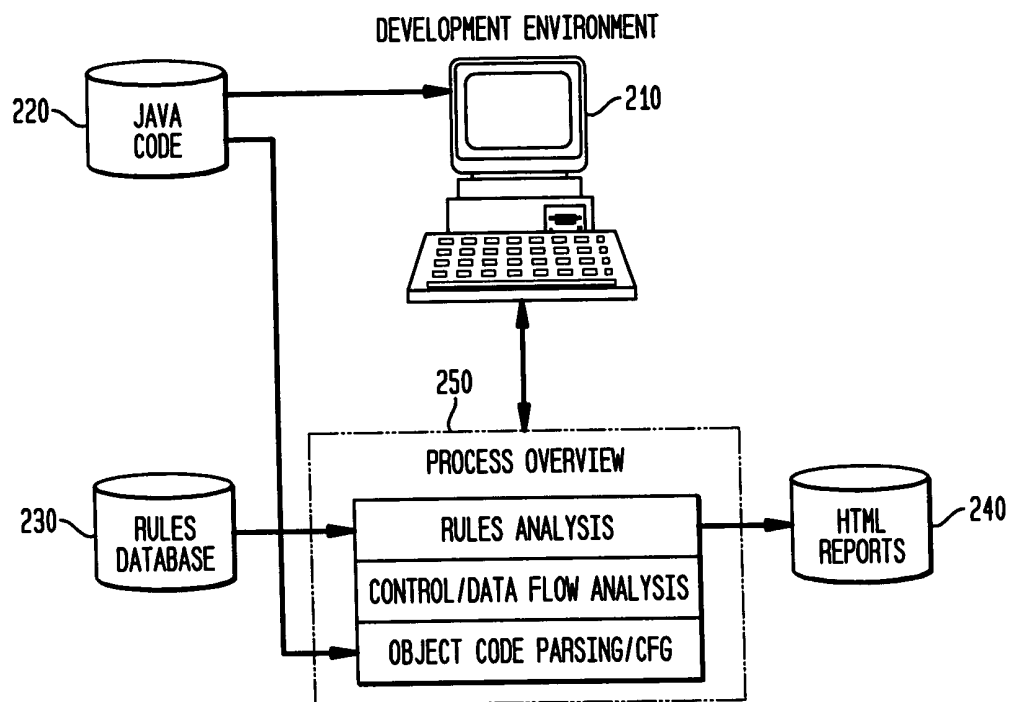 DEVELOPMENT ENVIRONMENT
220
JAVA
CODE
210
250
PROCESS OVERVIEW
230
RULES
DATABASE
RULES ANALYSIS
CONTROL/DATA FLOW ANALYSIS
OBJECT CODE PARSING/CFG
HTML
REPORTS
240